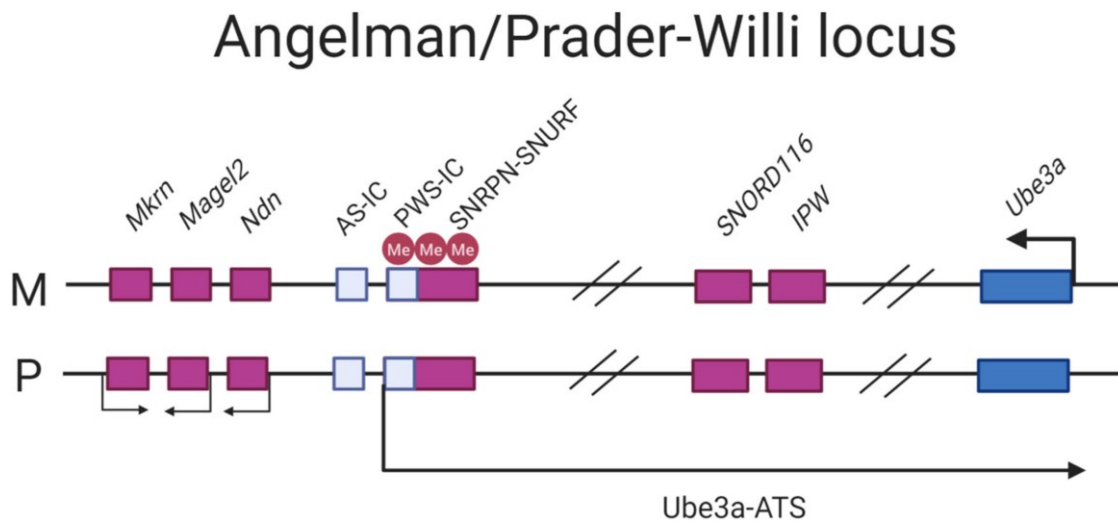 Angelman/Prader-Willi locus
Mkrn
Magel2
Ndn
AS-IC
PWS-IC
SNRPN-SNURF
SNORD116
IPW
Ube3a
Me Me Me
M
P
Ube3a-ATS